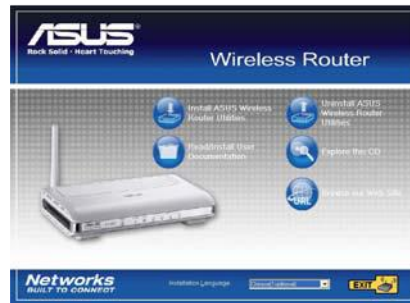 ASUS
Rock Solid · Heart Touching
Wireless Router
Install ASUS Wireless
Router Utilities
Uninstall ASUS
Wireless Router
Utilities
Read/Install User
Documentation
Explore this CD
Browse our Web Site
URL
Networks
BUILT TO CONNECT
Installation Language
EXIT